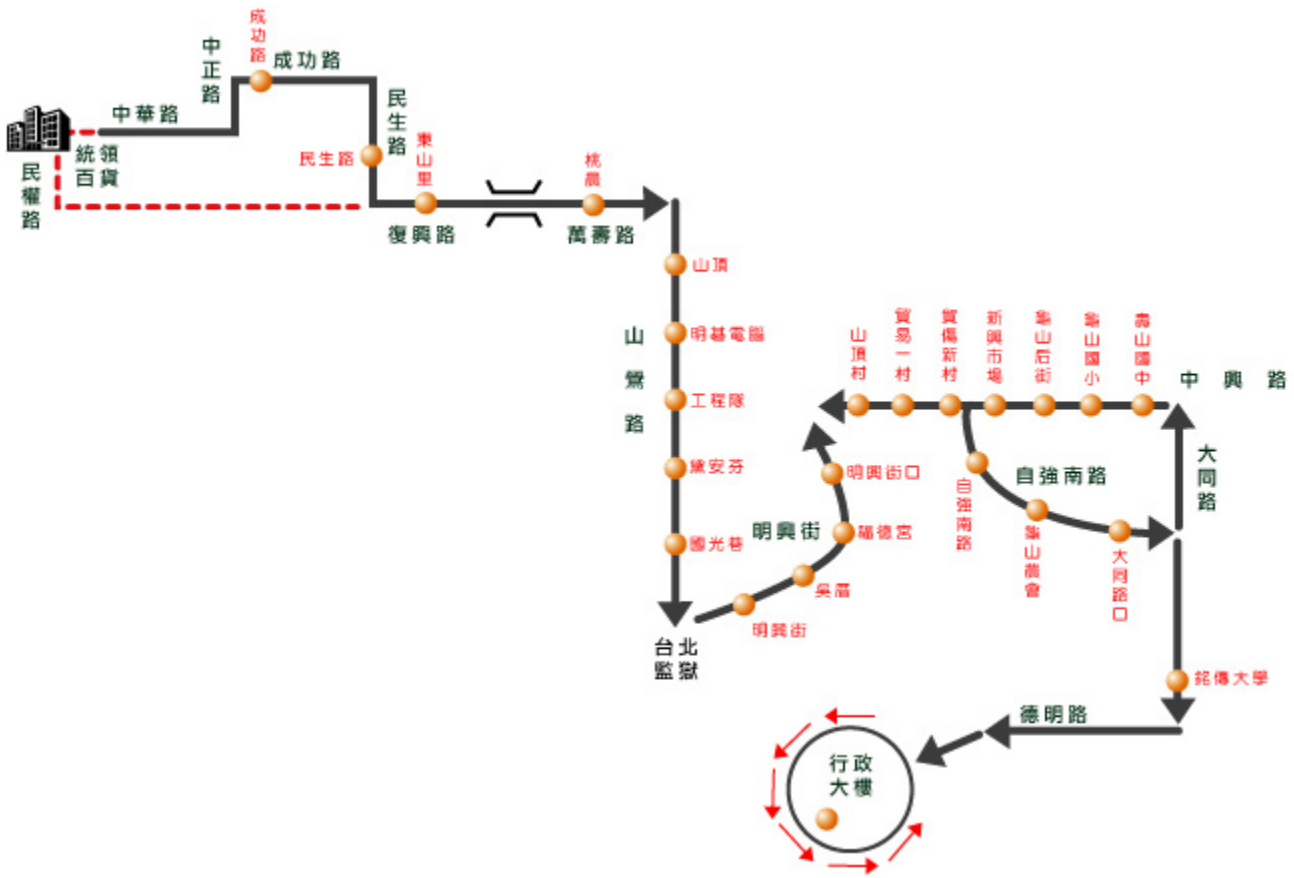 成功路
中正路
成功路
中華路
民生路
統領
百貨
民權路
民生路
東山里
桃晨
復興路
萬壽路
山頂
明碁電腦
工程隊
黛安芬
國光巷
山鶯路
台北
監獄
明興街
明興街
吳厝
福德宮
明興街口
山頂村
貿易一村
貿傷新村
新興市場
龜山后街
龜山國小
壽山國中
中興路
大同路
自強南路
自強南路
龜山農會
大同路口
銘傳大學
德明路
行政
大樓